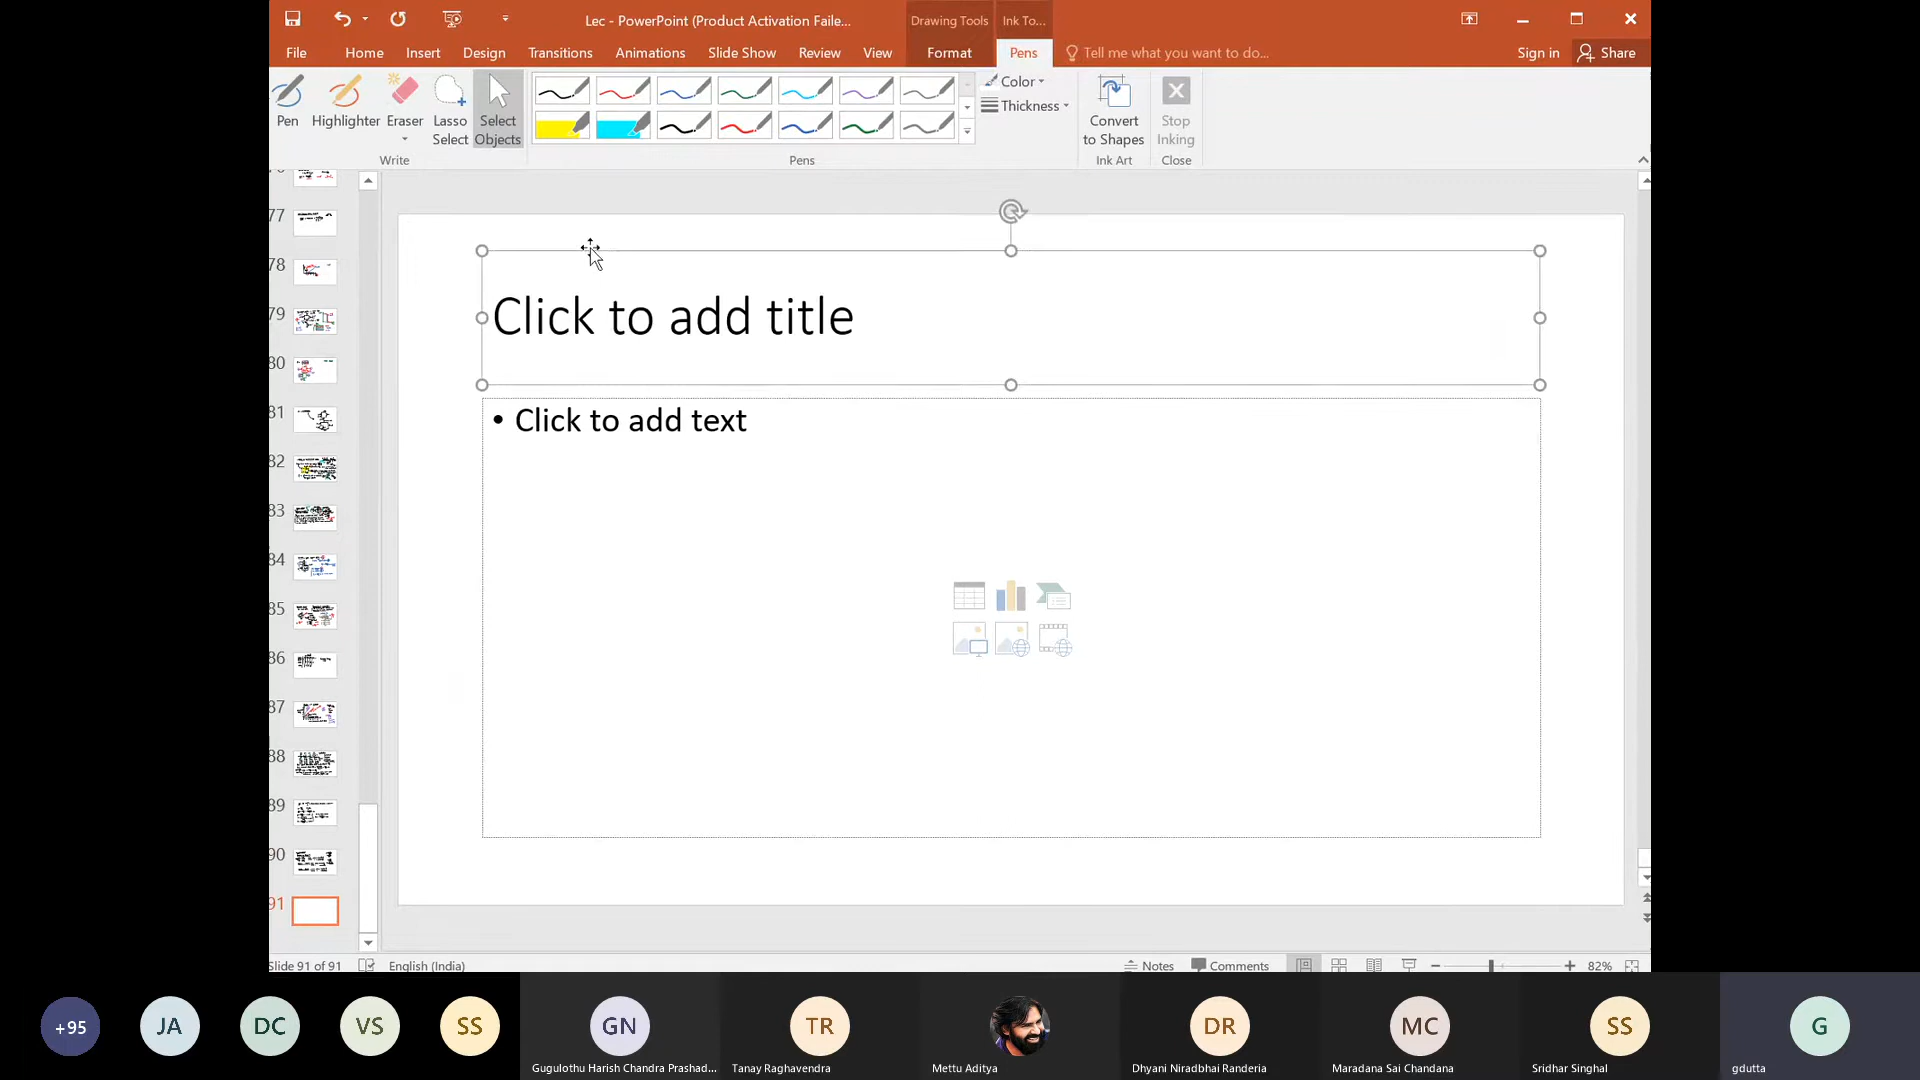 Lec - PowerPoint (Product Activation Faile...
Drawing Tools
Ink To...
File
Home
Insert
Design
Transitions
Animations
Slide Show
Review
View
Format
Pens
Tell me what you want to do...
Sign in
Share
Pen
Highlighter
Eraser
Lasso
Select
Select
Objects
Color
Thickness
Convert
to Shapes
Stop
Inking
Write
Pens
Ink Art
Close
77
78
79
80
81
82
83
84
85
86
87
88
89
90
91
Click to add title
• Click to add text
Slide 91 of 91
English (India)
Notes
Comments
82%
+95
JA
DC
VS
SS
GN
TR
DR
MC
SS
G
Gugulothu Harish Chandra Prashad...
Tanay Raghavendra
Mettu Aditya
Dhyani Niradbhai Randeria
Maradana Sai Chandana
Sridhar Singhal
gdutta